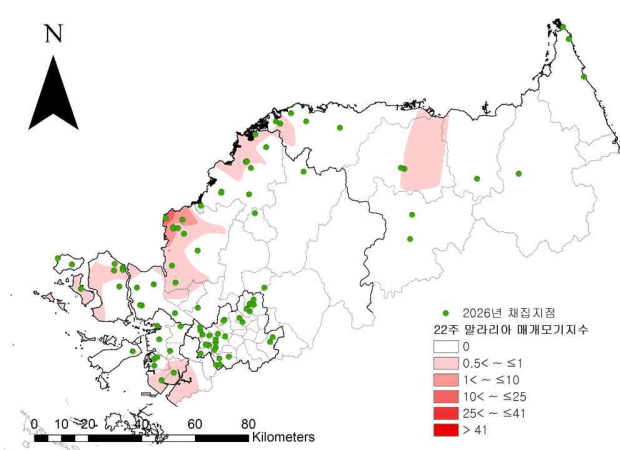 N
2026년 채집지점
22주 말라리아 매개모기지수
0
0.5< ~ ≤1
1< ~ ≤10
10< ~ ≤25
25< ~ ≤41
> 41
0 10 20 40 60 80
Kilometers